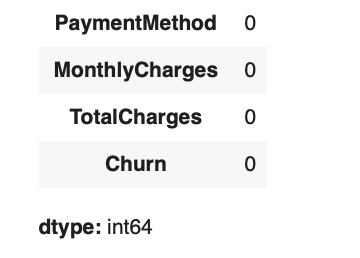 PaymentMethod 0
MonthlyCharges 0
TotalCharges 0
Churn 0
dtype: int64